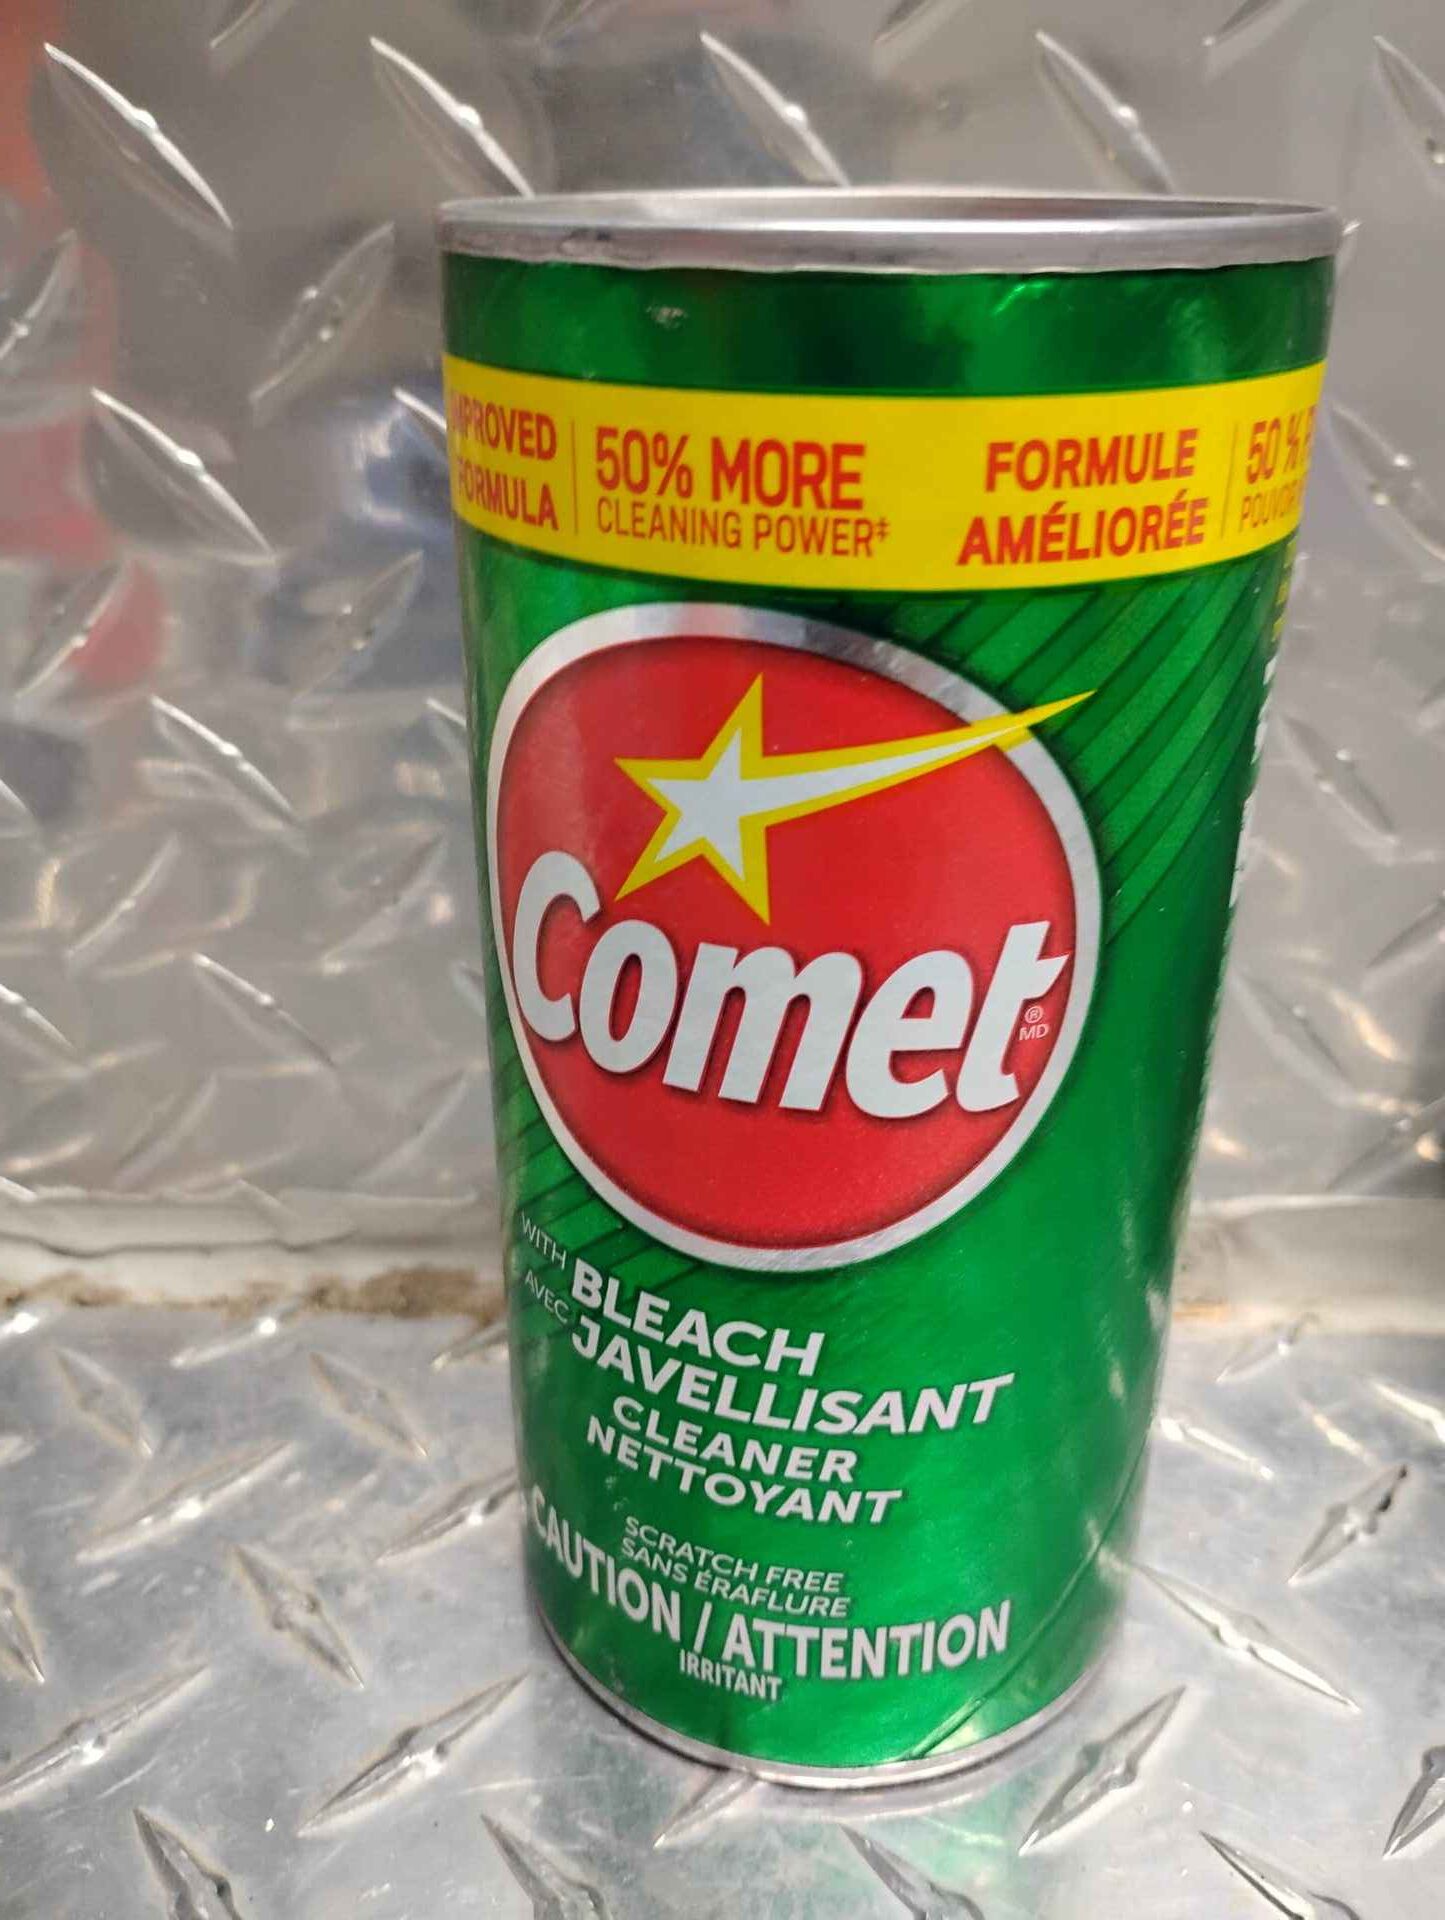 IMPROVED
FORMULA
50% MORE
CLEANING POWER‡
FORMULE
AMÉLIORÉE
50 %
Comet
®
MD
WITH BLEACH
AVEC JAVELLISANT
CLEANER
NETTOYANT
SCRATCH FREE
SANS ÉRAFLURE
CAUTION / ATTENTION
IRRITANT